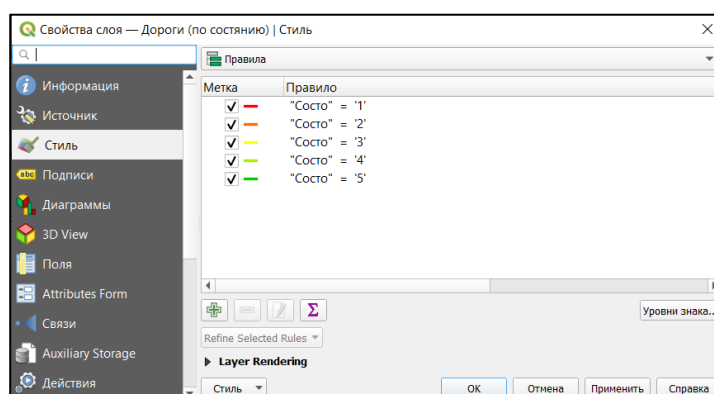 Свойства слоя — Дороги (по состянию) | Стиль
Правила
Информация
Источник
Стиль
abc Подписи
Диаграммы
3D View
Поля
Attributes Form
Связи
Auxiliary Storage
Действия
Метка Правило
"Состо" = '1'
"Состо" = '2'
"Состо" = '3'
"Состо" = '4'
"Состо" = '5'
Уровни знака...
Refine Selected Rules
Layer Rendering
Стиль ОК Отмена Применить Справка